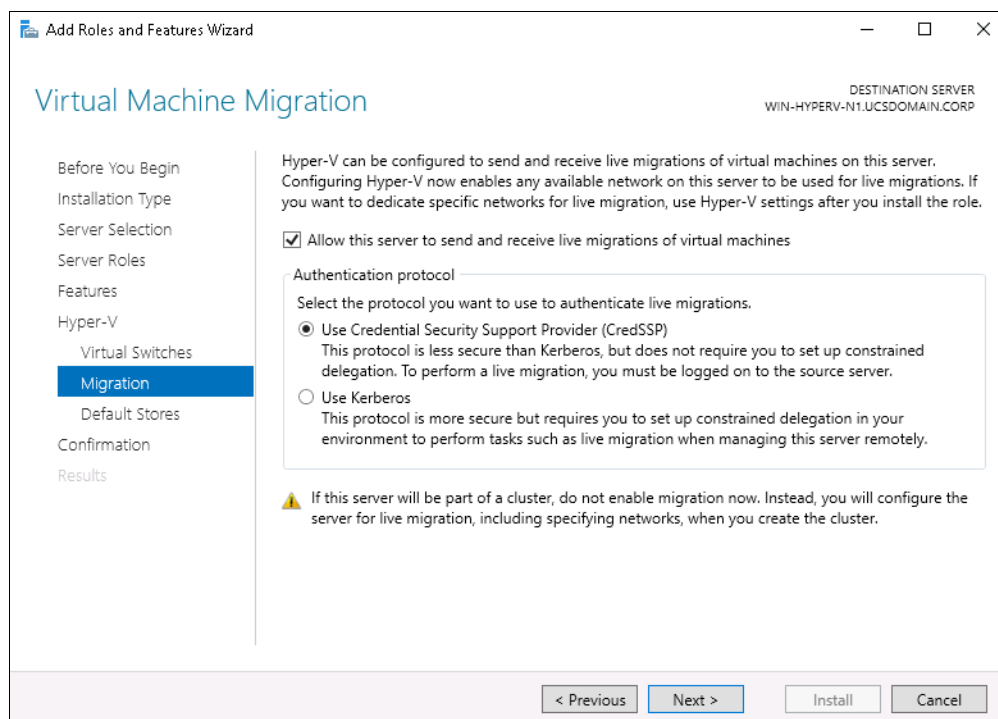 Add Roles and Features Wizard
Virtual Machine Migration
DESTINATION SERVER
WIN-HYPERV-N1.UCSDOMAIN.CORP
Before You Begin
Installation Type
Server Selection
Server Roles
Features
Hyper-V
Virtual Switches
Migration
Default Stores
Confirmation
Results
Hyper-V can be configured to send and receive live migrations of virtual machines on this server.
Configuring Hyper-V now enables any available network on this server to be used for live migrations. If
you want to dedicate specific networks for live migration, use Hyper-V settings after you install the role.
Allow this server to send and receive live migrations of virtual machines
Authentication protocol
Select the protocol you want to use to authenticate live migrations.
Use Credential Security Support Provider (CredSSP)
This protocol is less secure than Kerberos, but does not require you to set up constrained
delegation. To perform a live migration, you must be logged on to the source server.
Use Kerberos
This protocol is more secure but requires you to set up constrained delegation in your
environment to perform tasks such as live migration when managing this server remotely.
If this server will be part of a cluster, do not enable migration now. Instead, you will configure the
server for live migration, including specifying networks, when you create the cluster.
< Previous
Next >
Install
Cancel